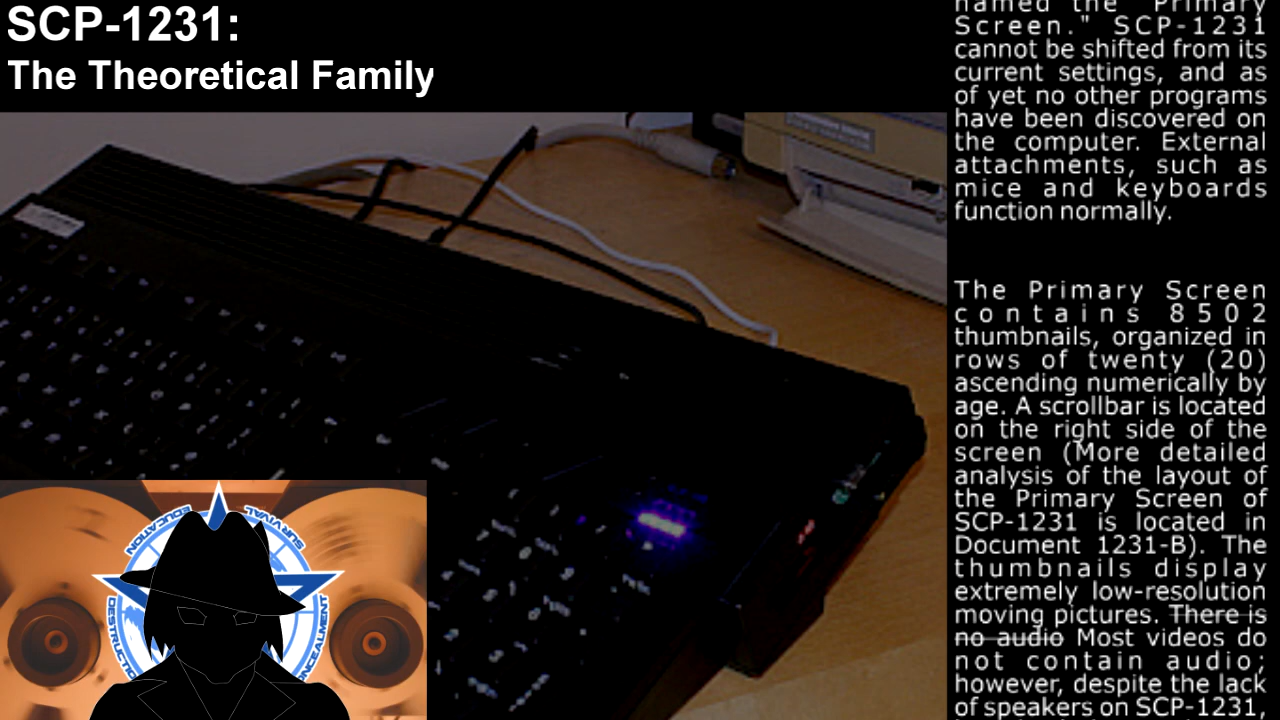 SCP-1231:
The Theoretical Family
named the "Primary
Screen." SCP-1231
cannot be shifted from its
current settings, and as
of yet no other programs
have been discovered on
the computer. External
attachments, such as
mice and keyboards
function normally.
The Primary Screen
contains 8502
thumbnails, organized in
rows of twenty (20)
ascending numerically by
age. A scrollbar is located
on the right side of the
screen (More detailed
analysis of the layout of
the Primary Screen of
SCP-1231 is located in
Document 1231-B). The
thumbnails display
extremely low-resolution
moving pictures. There is
no audio Most videos do
not contain audio;
however, despite the lack
of speakers on SCP-1231,
EDUCATION
SURVIVAL
DESTRUCTIO
ONCEALMENT